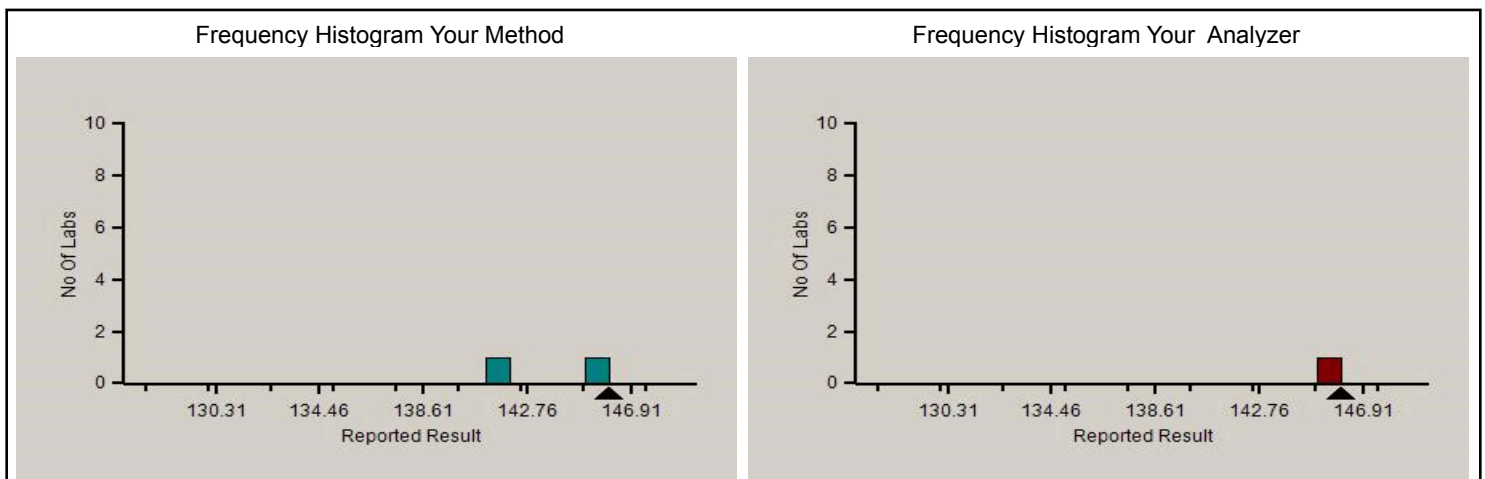 Frequency Histogram Your Method
10
8
6
4
2
0
No Of Labs
130.31 134.46 138.61 142.76 146.91
Reported Result
Frequency Histogram Your Analyzer
10
8
6
4
2
0
No Of Labs
130.31 134.46 138.61 142.76 146.91
Reported Result